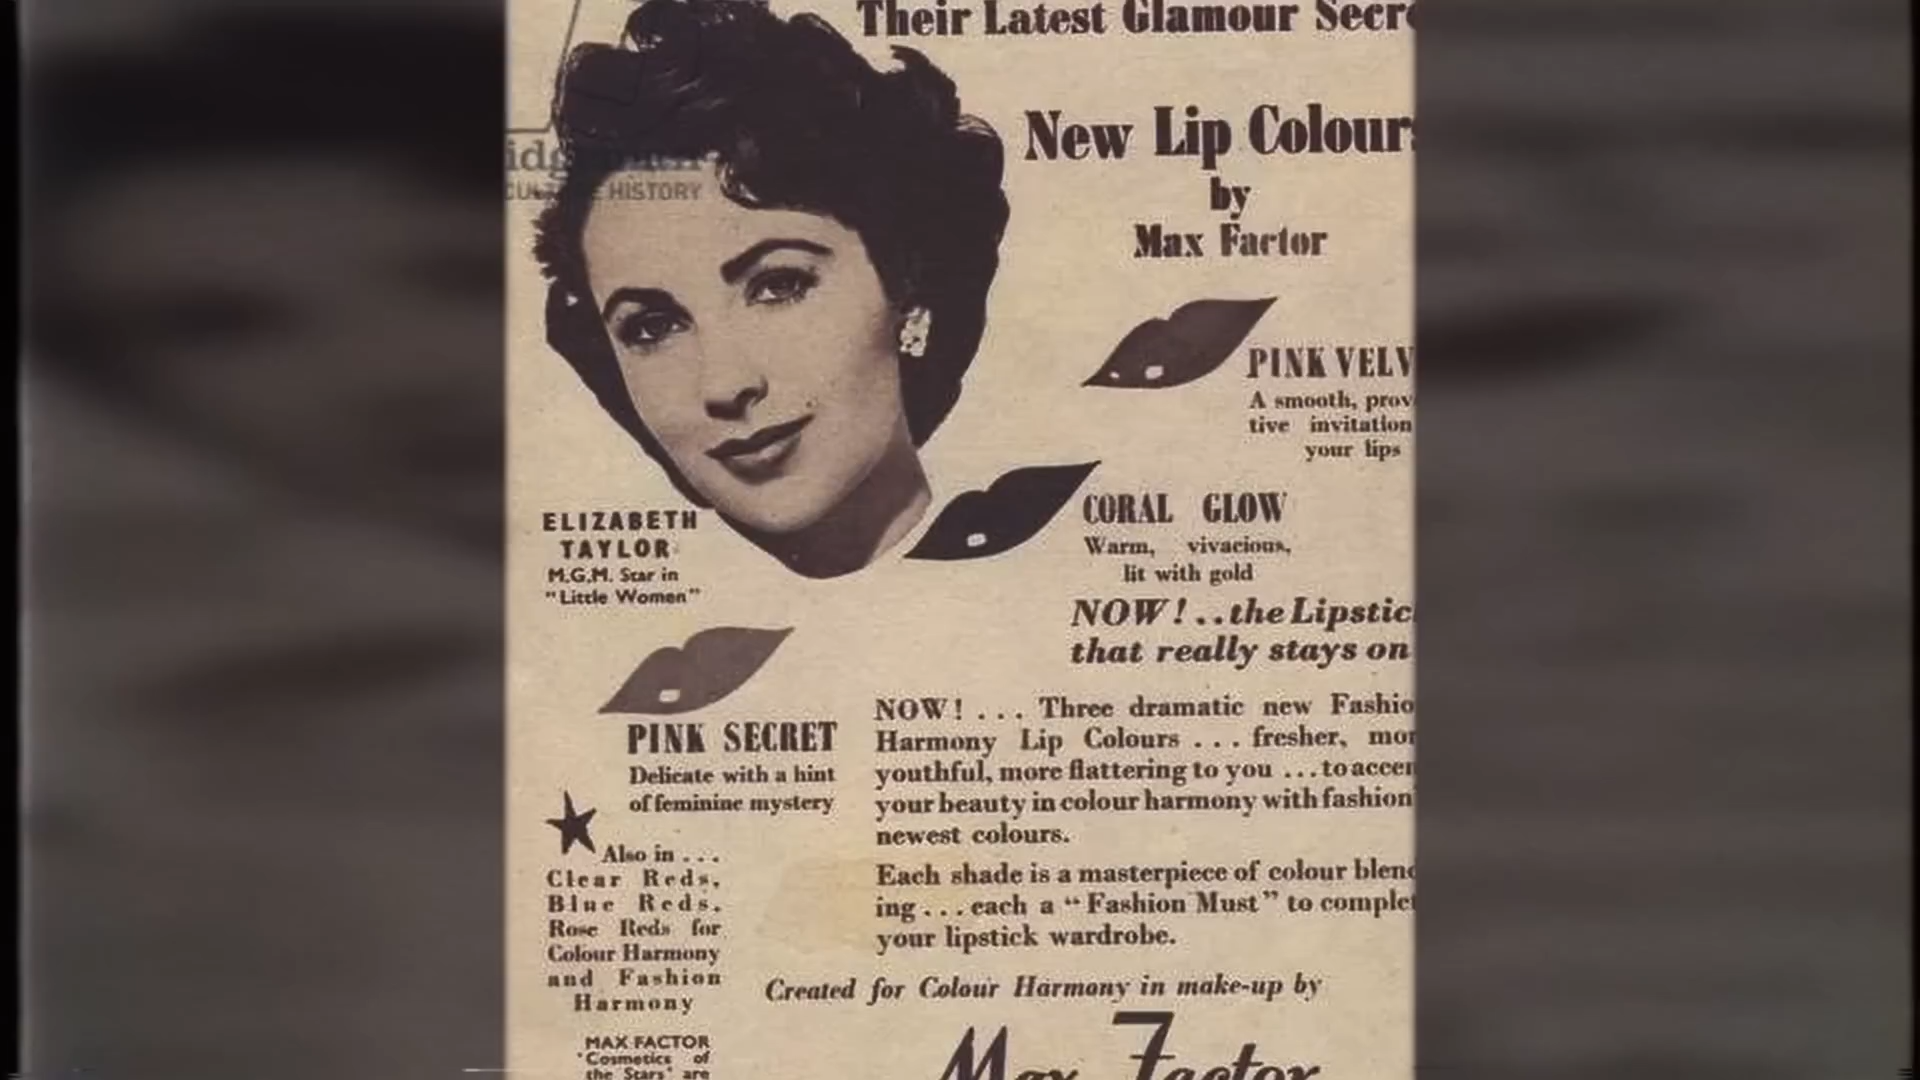 Their Latest Glamour
New Lip Colour
by
Max Factor
CULTURE HISTORY
PINK VELV
A smooth, prov
tive invitation
your lips
ELIZABETH
TAYLOR
M.G.M. Star in
"Little Women"
CORAL GLOW
Warm, vivacious,
lit with gold
NOW!..the Lipstic
that really stays on
PINK SECRET
Delicate with a hint
of feminine mystery
NOW! ... Three dramatic new Fashio
Harmony Lip Colours ... fresher, mor
youthful, more flattering to you ... to accen
your beauty in colour harmony with fashion'
newest colours.
Each shade is a masterpiece of colour blend
ing ... each a "Fashion Must" to complet
your lipstick wardrobe.
Also in ...
Clear Reds,
Blue Reds,
Rose Reds for
Colour Harmony
and Fashion
Harmony
Created for Colour Harmony in make-up by
Max Factor
MAX FACTOR
'Cosmetics of
the Stars' are